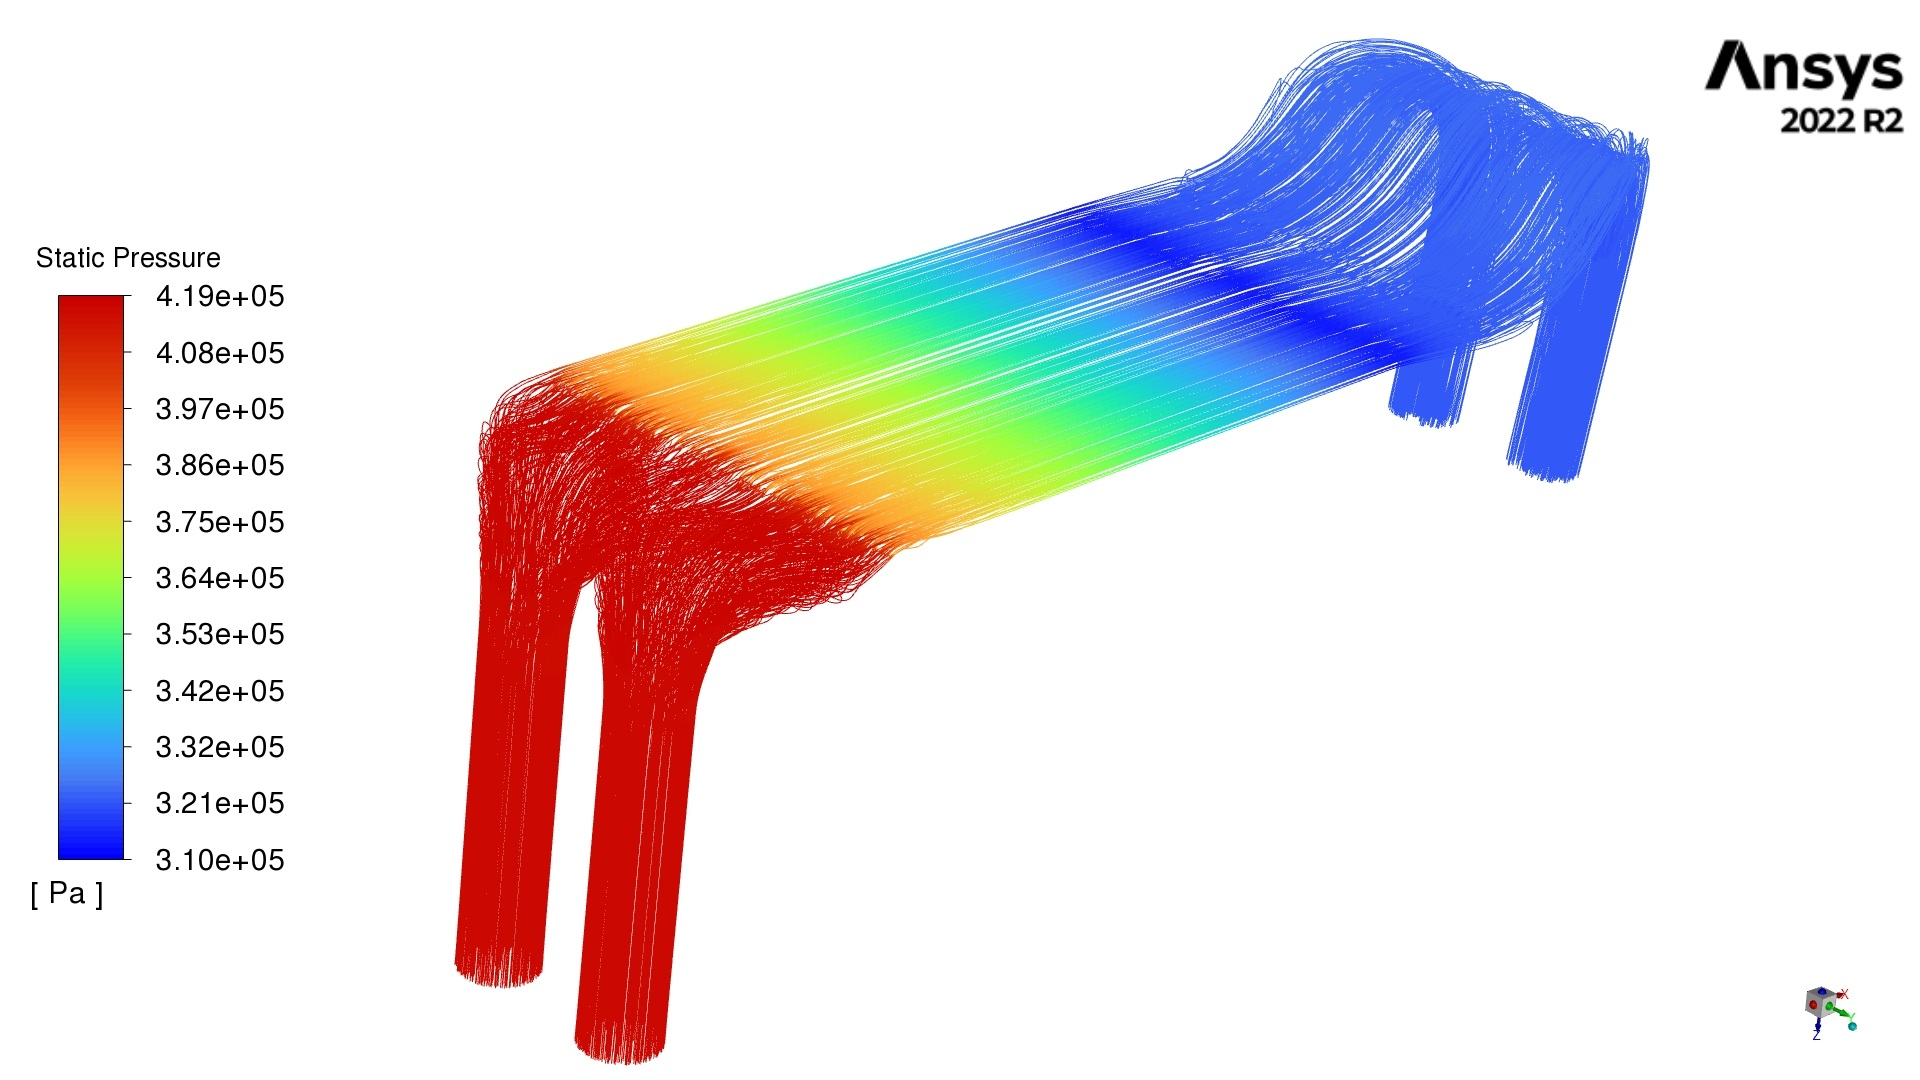 Ansys
2022 R2
Static Pressure
4.19e+05
4.08e+05
3.97e+05
3.86e+05
3.75e+05
3.64e+05
3.53e+05
3.42e+05
3.32e+05
3.21e+05
3.10e+05
[ Pa ]
X
Y
Z